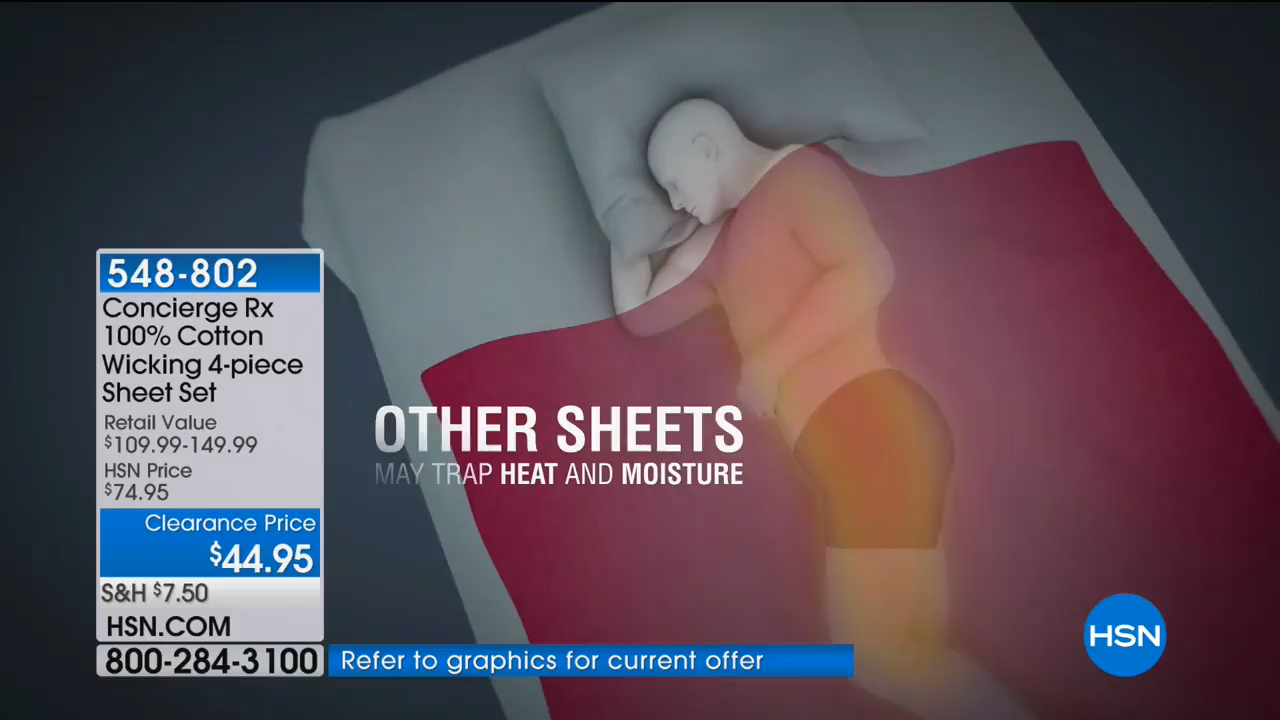 548-802
Concierge Rx
100% Cotton
Wicking 4-piece
Sheet Set
Retail Value
$109.99-149.99
HSN Price
$74.95
Clearance Price
$44.95
S&H $7.50
HSN.COM
800-284-3100
Refer to graphics for current offer
OTHER SHEETS
MAY TRAP HEAT AND MOISTURE
HSN